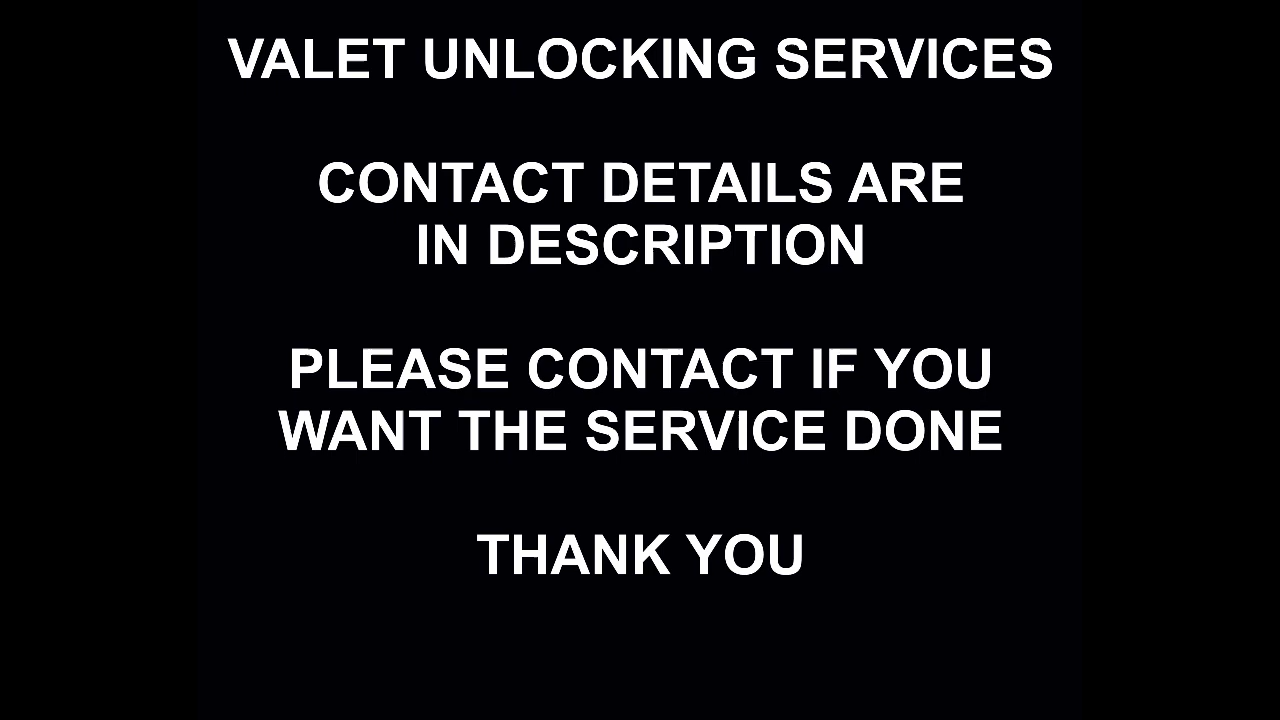 VALET UNLOCKING SERVICES
CONTACT DETAILS ARE
IN DESCRIPTION
PLEASE CONTACT IF YOU
WANT THE SERVICE DONE
THANK YOU